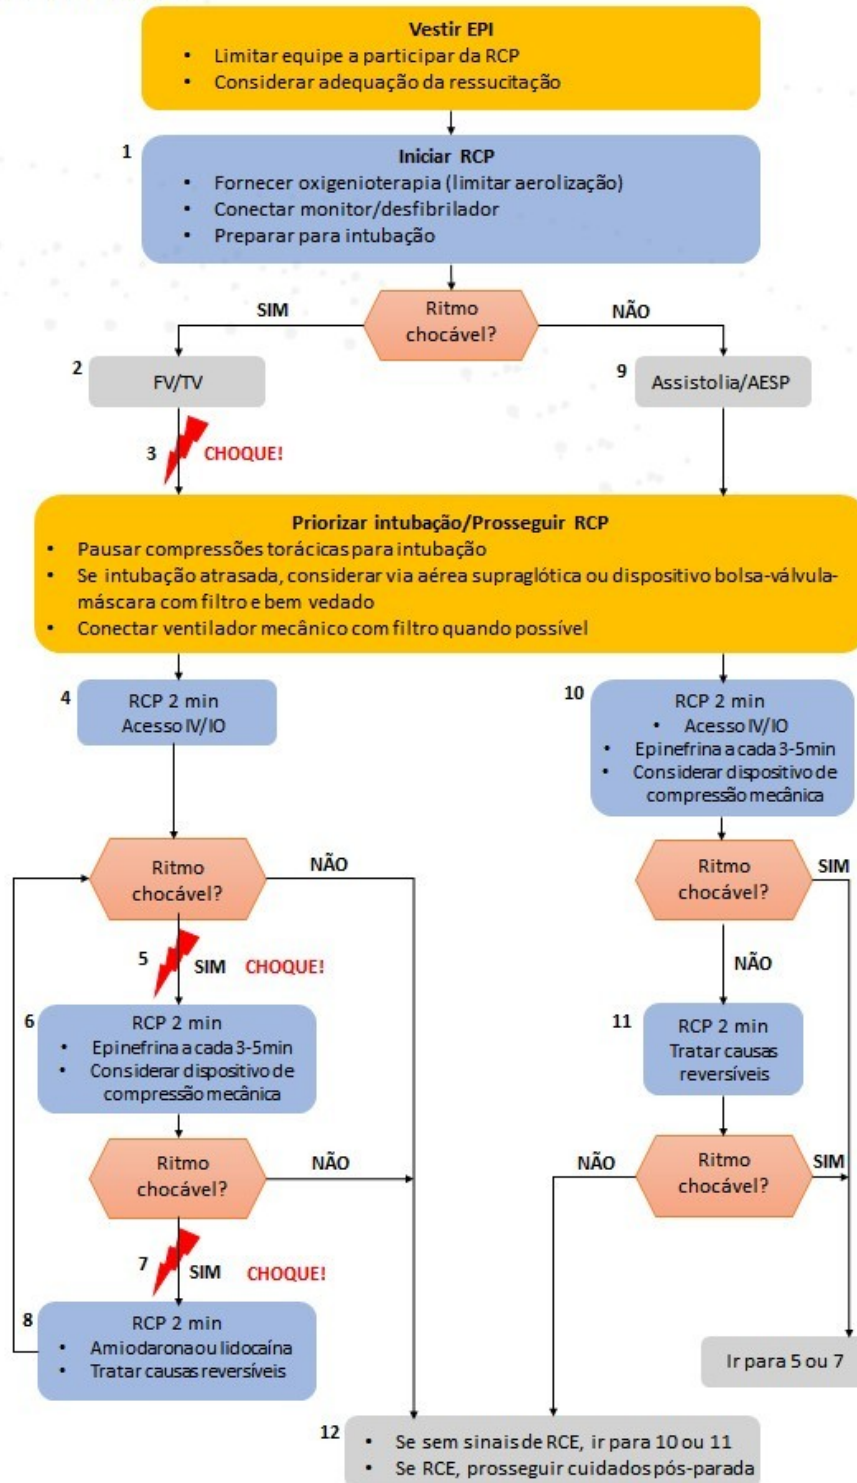 Vestir EPI
• Limitar equipe a participar da RCP
• Considerar adequação da ressucitação
1
Iniciar RCP
• Fornecer oxigenioterapia (limitar aerolização)
• Conectar monitor/desfibrilador
• Preparar para intubação
Ritmo
chocável?
SIM
NÃO
2
FV/TV
9
Assistolia/AESP
3
CHOQUE!
Priorizar intubação/Prosseguir RCP
• Pausar compressões torácicas para intubação
• Se intubação atrasada, considerar via aérea supraglótica ou dispositivo bolsa-válvula-
máscara com filtro e bem vedado
• Conectar ventilador mecânico com filtro quando possível
4
RCP 2 min
Acesso IV/IO
10
RCP 2 min
• Acesso IV/IO
• Epinefrina a cada 3-5min
• Considerar dispositivo de
compressão mecânica
Ritmo
chocável?
NÃO
Ritmo
chocável?
SIM
5
SIM
CHOQUE!
NÃO
6
RCP 2 min
• Epinefrina a cada 3-5min
• Considerar dispositivo de
compressão mecânica
11
RCP 2 min
Tratar causas
reversíveis
Ritmo
chocável?
NÃO
NÃO
Ritmo
chocável?
SIM
7
SIM
CHOQUE!
8
RCP 2 min
• Amiodarona ou lidocaína
• Tratar causas reversíveis
Ir para 5 ou 7
12
• Se sem sinais de RCE, ir para 10 ou 11
• Se RCE, prosseguir cuidados pós-parada